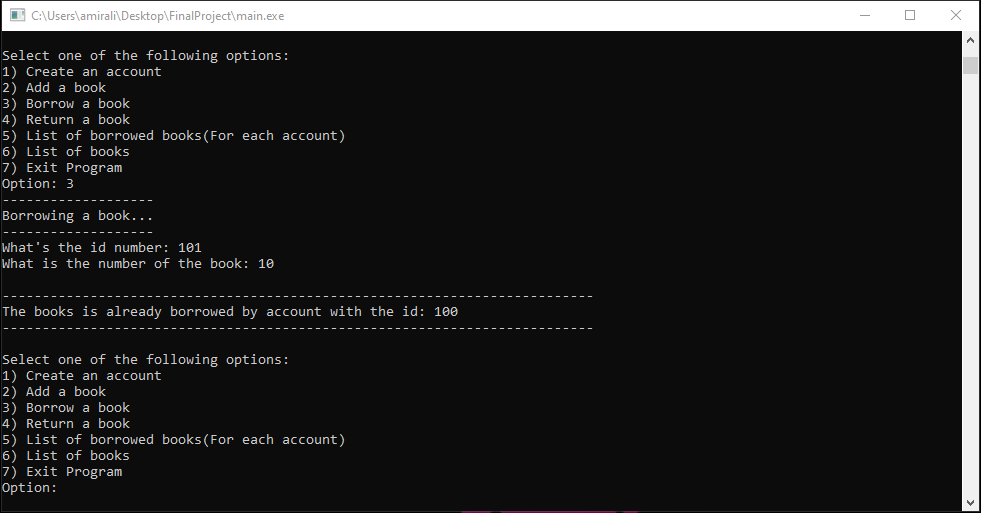 C:\Users\amirali\Desktop\FinalProject\main.exe
Select one of the following options:
1) Create an account
2) Add a book
3) Borrow a book
4) Return a book
5) List of borrowed books(For each account)
6) List of books
7) Exit Program
Option: 3
-------------------
Borrowing a book...
-------------------
What's the id number: 101
What is the number of the book: 10
--------------------------------------------------------------------------
The books is already borrowed by account with the id: 100
--------------------------------------------------------------------------
Select one of the following options:
1) Create an account
2) Add a book
3) Borrow a book
4) Return a book
5) List of borrowed books(For each account)
6) List of books
7) Exit Program
Option: